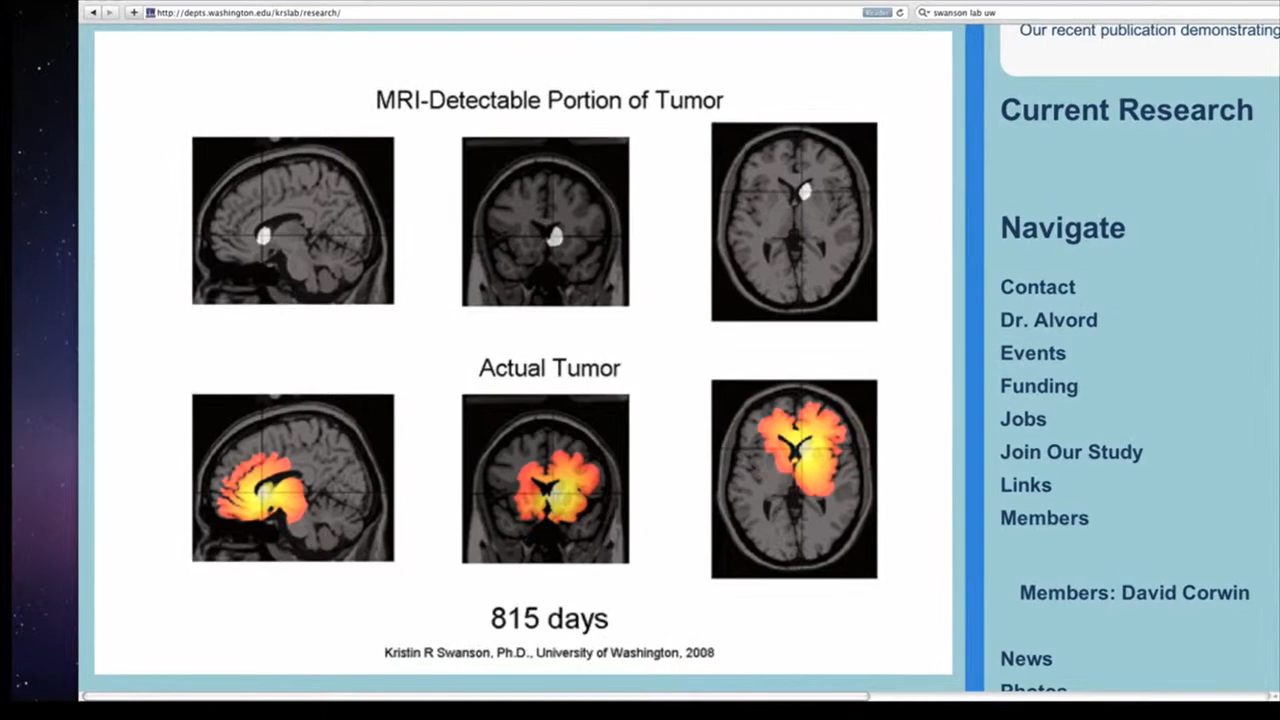 http://depts.washington.edu/krslab/research/
Reader
swanson lab uw
MRI-Detectable Portion of Tumor
Actual Tumor
815 days
Kristin R Swanson, Ph.D., University of Washington, 2008
Our recent publication demonstrating
Current Research
Navigate
Contact
Dr. Alvord
Events
Funding
Jobs
Join Our Study
Links
Members
Members: David Corwin
News
Photos